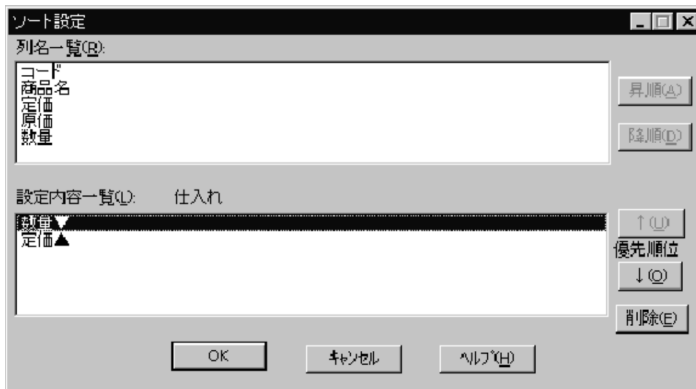 ソート設定
列名一覧(R):
コード
商品名
定価
原価
数量
昇順(A)
降順(D)
設定内容一覧(L): 仕入れ
数量▼
定価▲
↑(U)
優先順位
↓(O)
削除(E)
OK
キャンセル
ヘルプ(H)